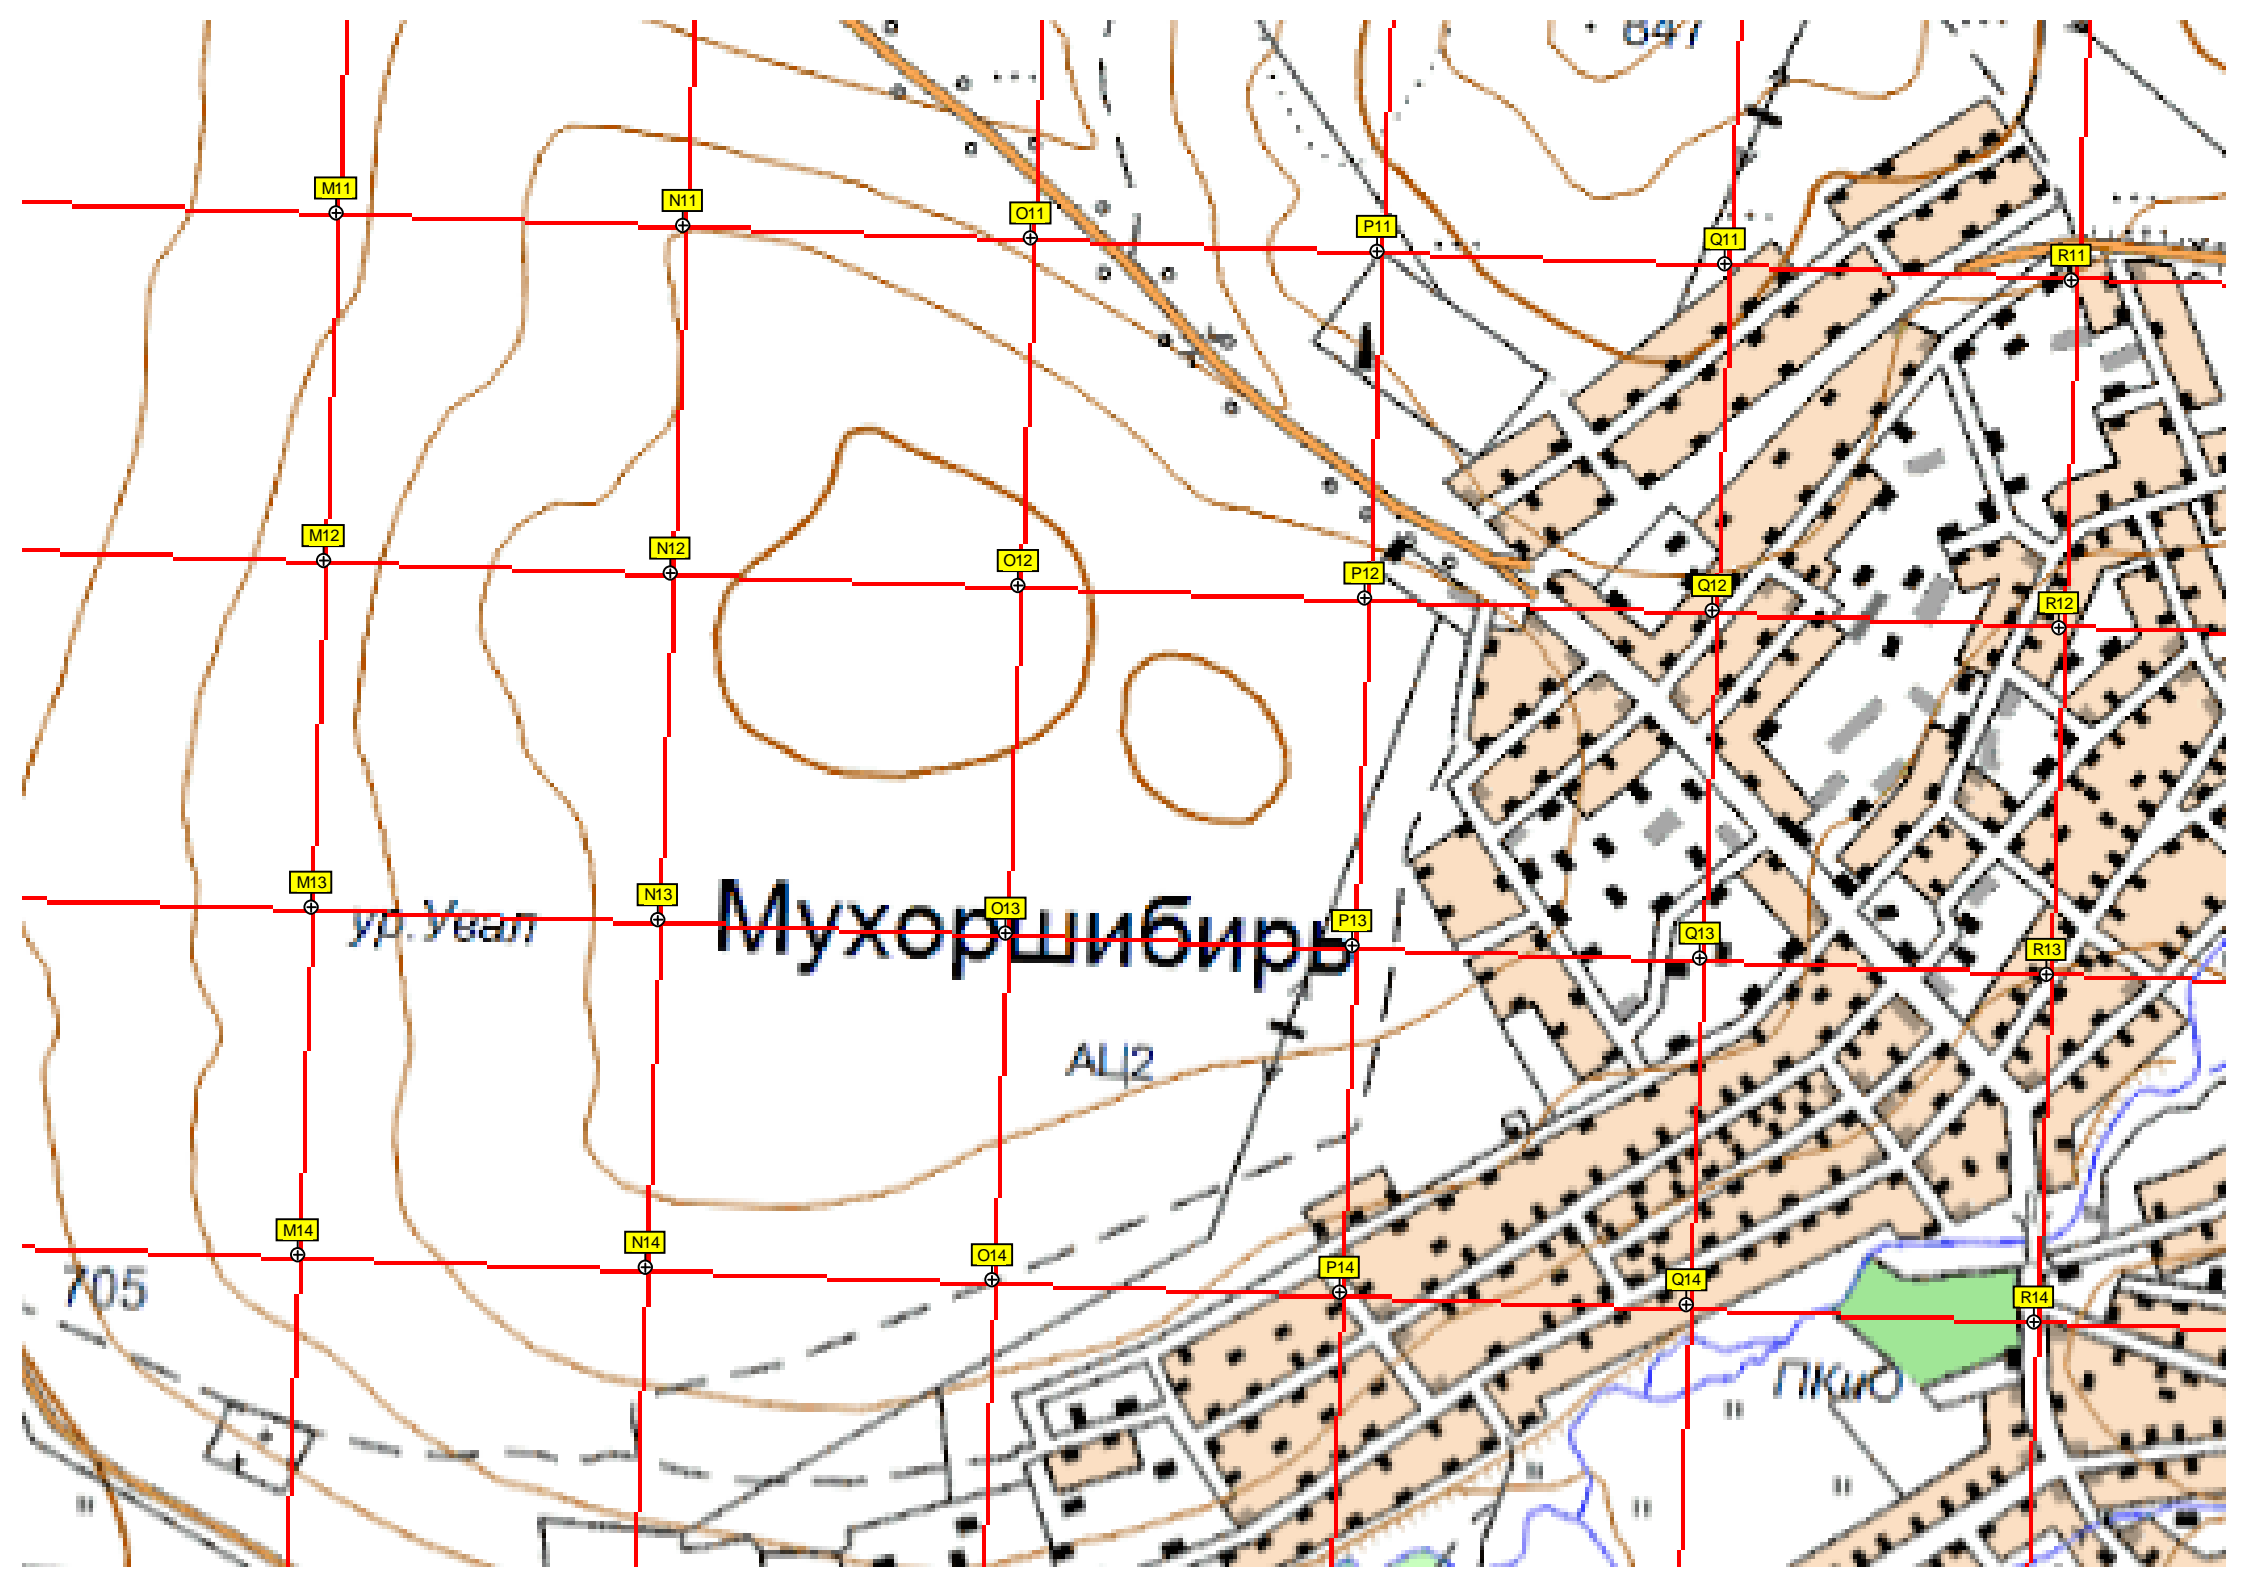 647
M11
N11
O11
P11
Q11
R11
M12
N12
O12
P12
Q12
R12
M13
N13
O13
P13
Q13
R13
ур.Увал
Мухоршибирь
АЦ2
M14
N14
O14
P14
Q14
R14
705
ПКиО